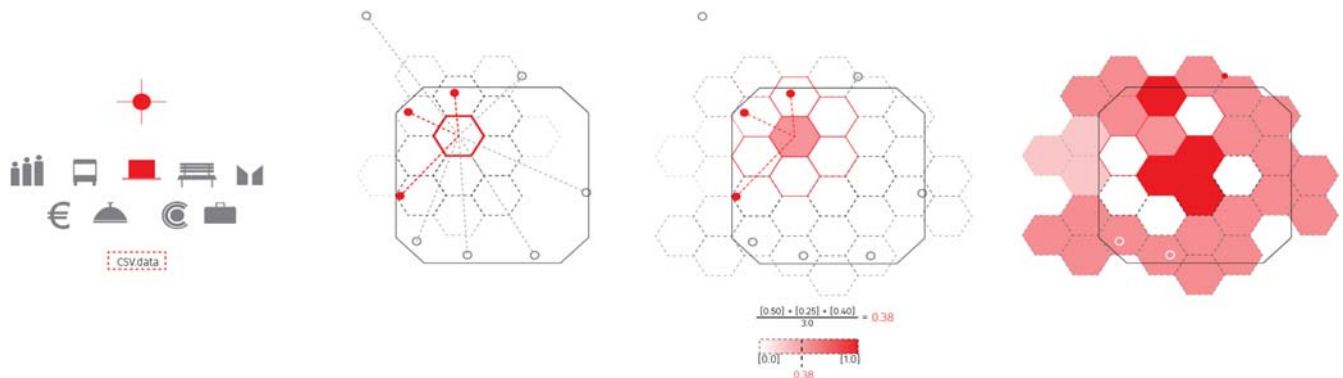 CSV.data
[0.50] + [0.25] + [0.40]
3.0
= 0.38
[0.0]
[1.0]
0.38